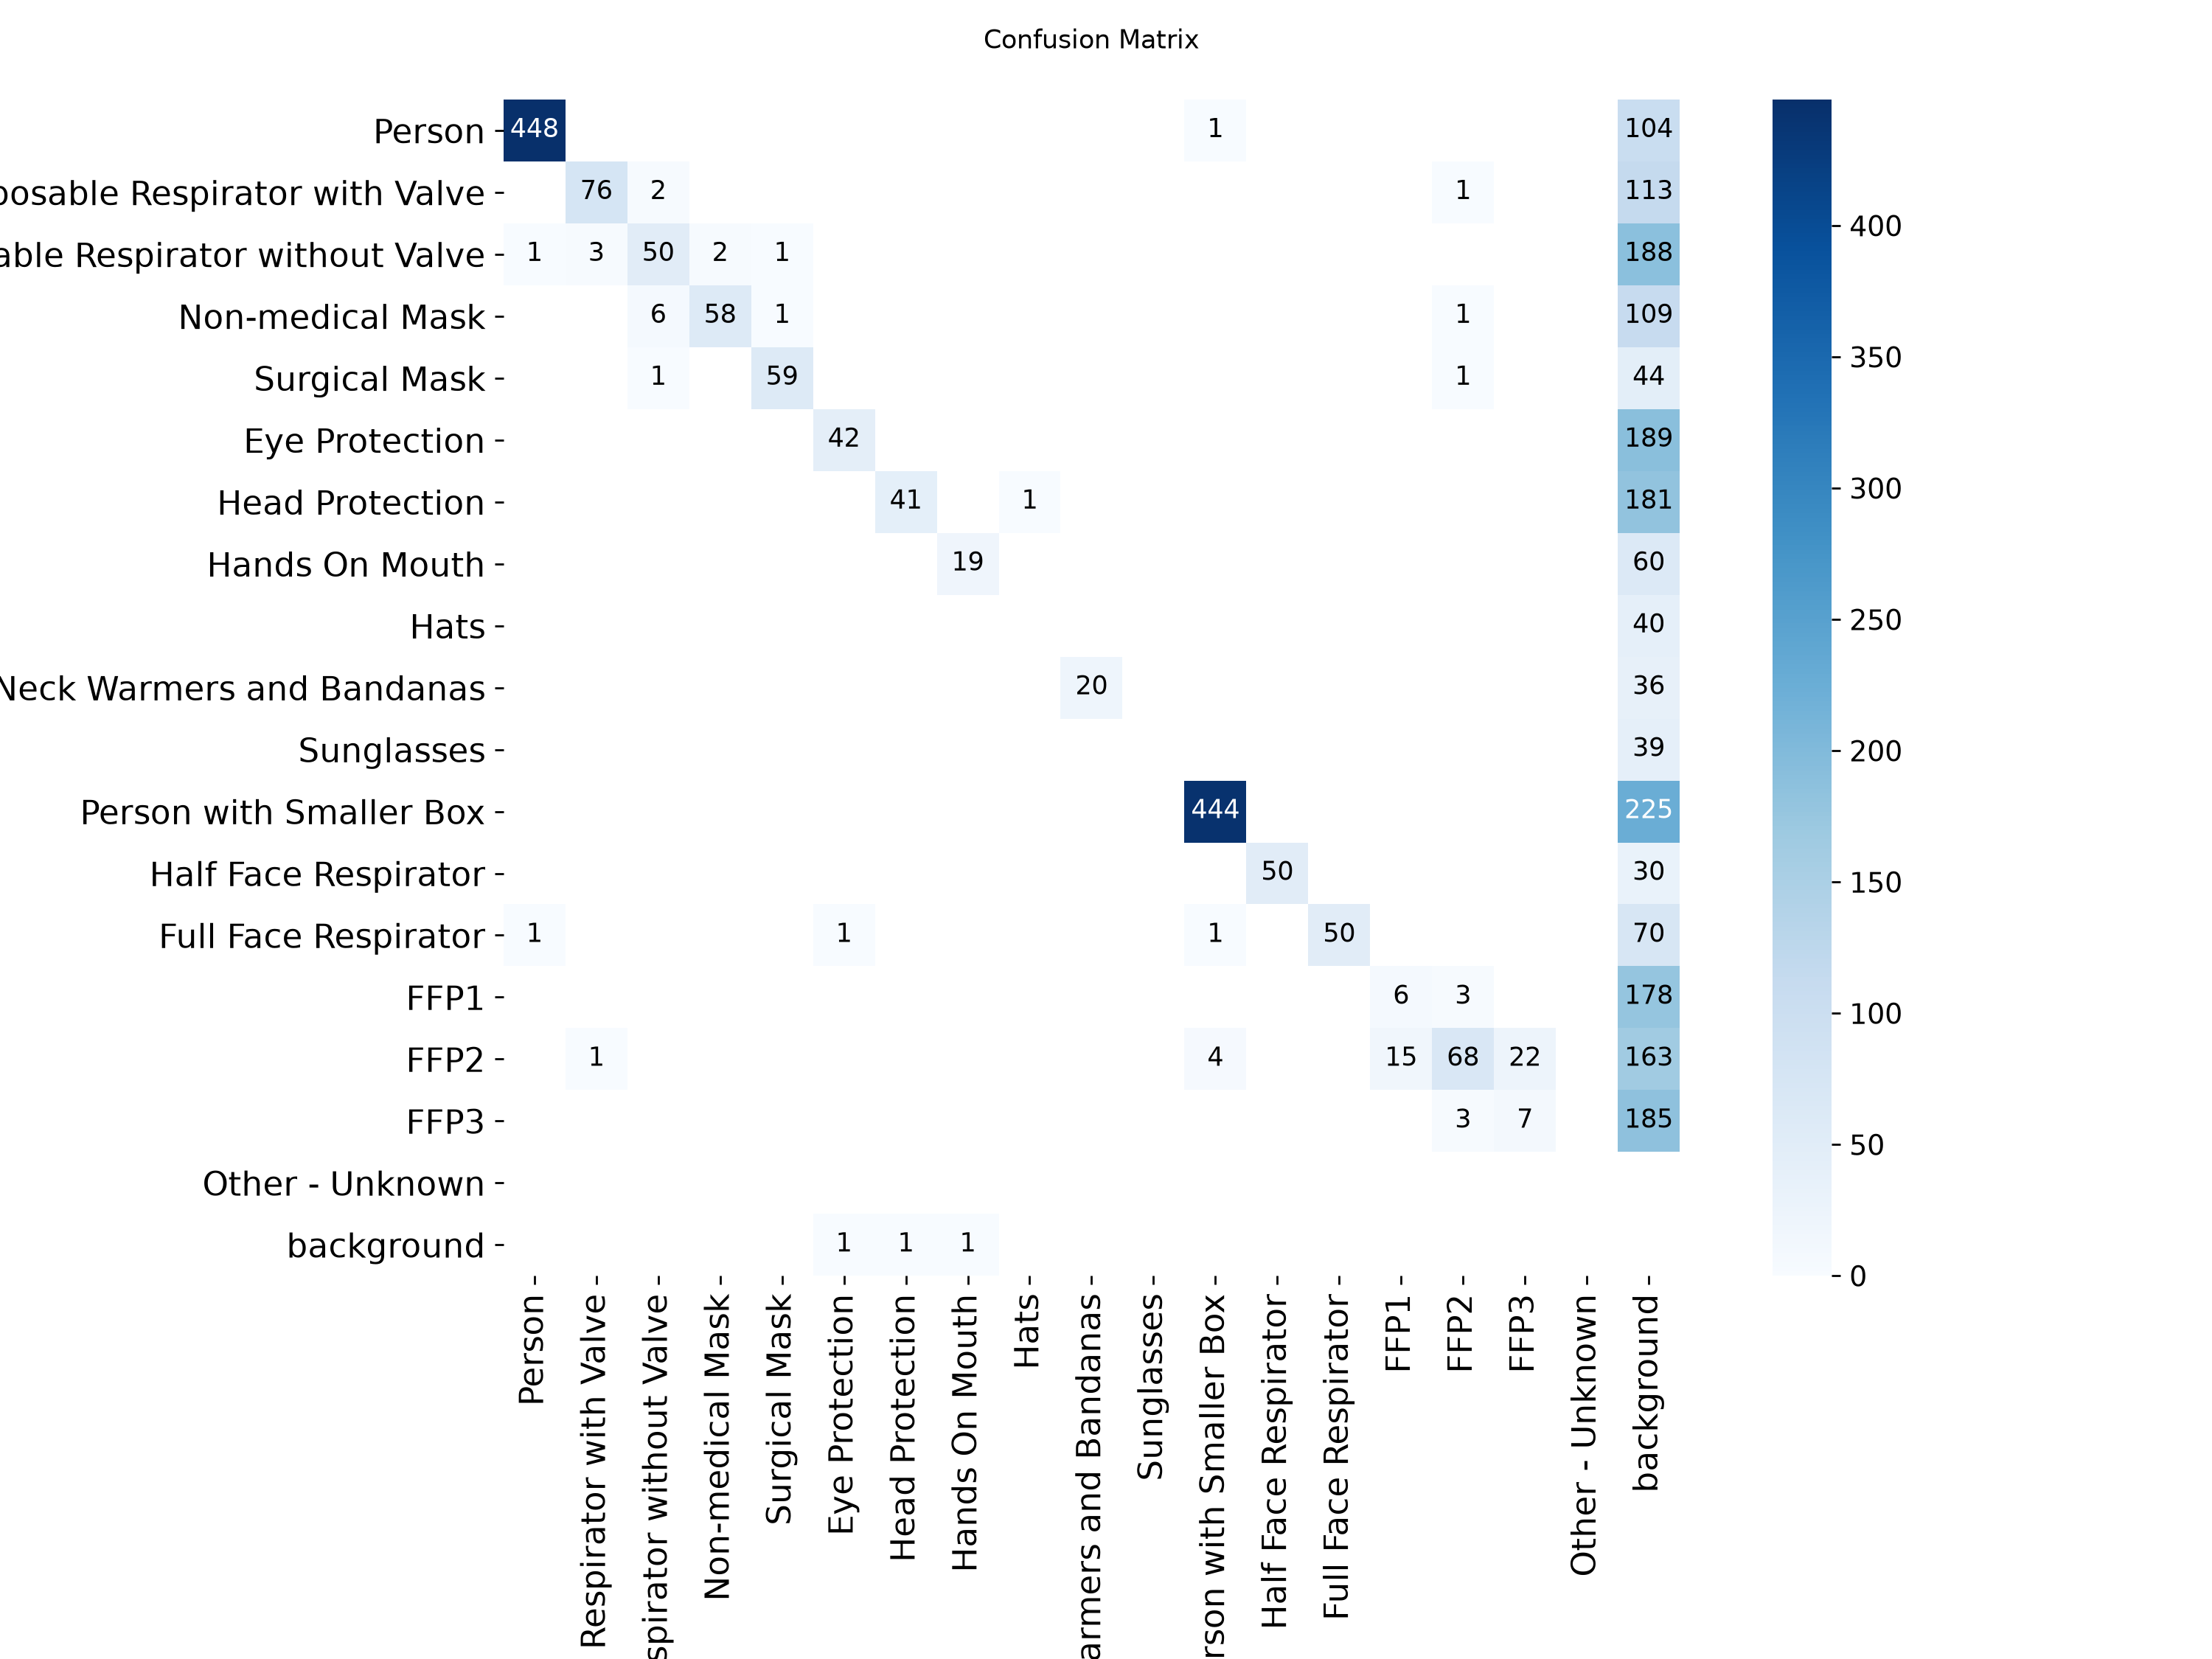 Confusion Matrix
Person 448 1 104
posable Respirator with Valve 76 2 1 113
able Respirator without Valve 1 3 50 2 1 188
Non-medical Mask 6 58 1 1 109
Surgical Mask 1 59 1 44
Eye Protection 42 189
Head Protection 41 1 181
Hands On Mouth 19 60
Hats 40
Neck Warmers and Bandanas 20 36
Sunglasses 39
Person with Smaller Box 444 225
Half Face Respirator 50 30
Full Face Respirator 1 1 1 50 70
FFP1 6 3 178
FFP2 1 4 15 68 22 163
FFP3 3 7 185
Other - Unknown
background 1 1 1
Person
Respirator with Valve
spirator without Valve
Non-medical Mask
Surgical Mask
Eye Protection
Head Protection
Hands On Mouth
Hats
armers and Bandanas
Sunglasses
rson with Smaller Box
Half Face Respirator
Full Face Respirator
FFP1
FFP2
FFP3
Other - Unknown
background
400
350
300
250
200
150
100
50
0